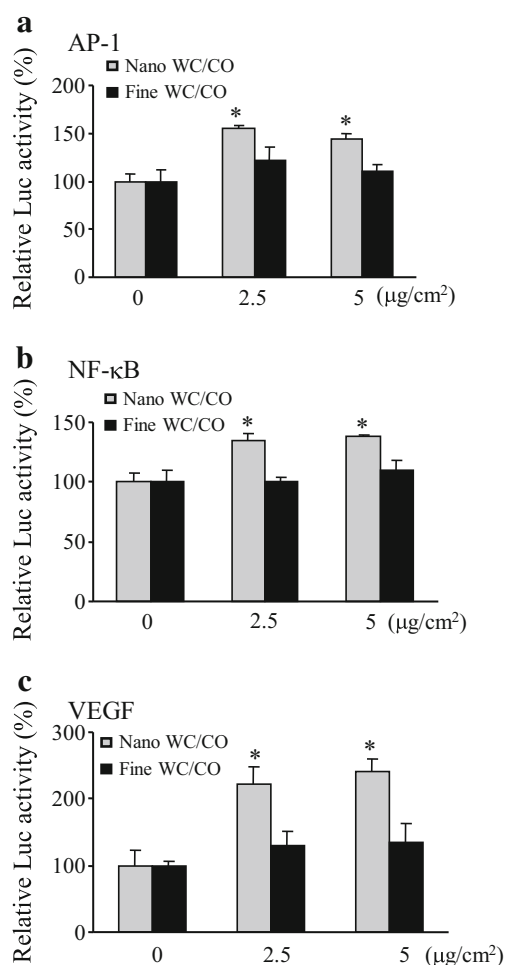 a
AP-1
Nano WC/CO
Fine WC/CO
Relative Luc activity (%)
200
150
100
50
0
*
*
0 2.5 5 (μg/cm²)
b
NF-κB
Nano WC/CO
Fine WC/CO
Relative Luc activity (%)
150
100
50
0
*
*
0 2.5 5 (μg/cm²)
c
VEGF
Nano WC/CO
Fine WC/CO
Relative Luc activity (%)
300
200
100
0
*
*
0 2.5 5 (μg/cm²)